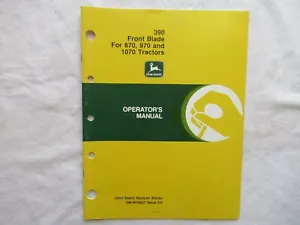 390
Front Blade
For 870, 970 and
1070 Tractors
JOHN DEERE
OPERATOR'S
MANUAL
John Deere Horicon Works